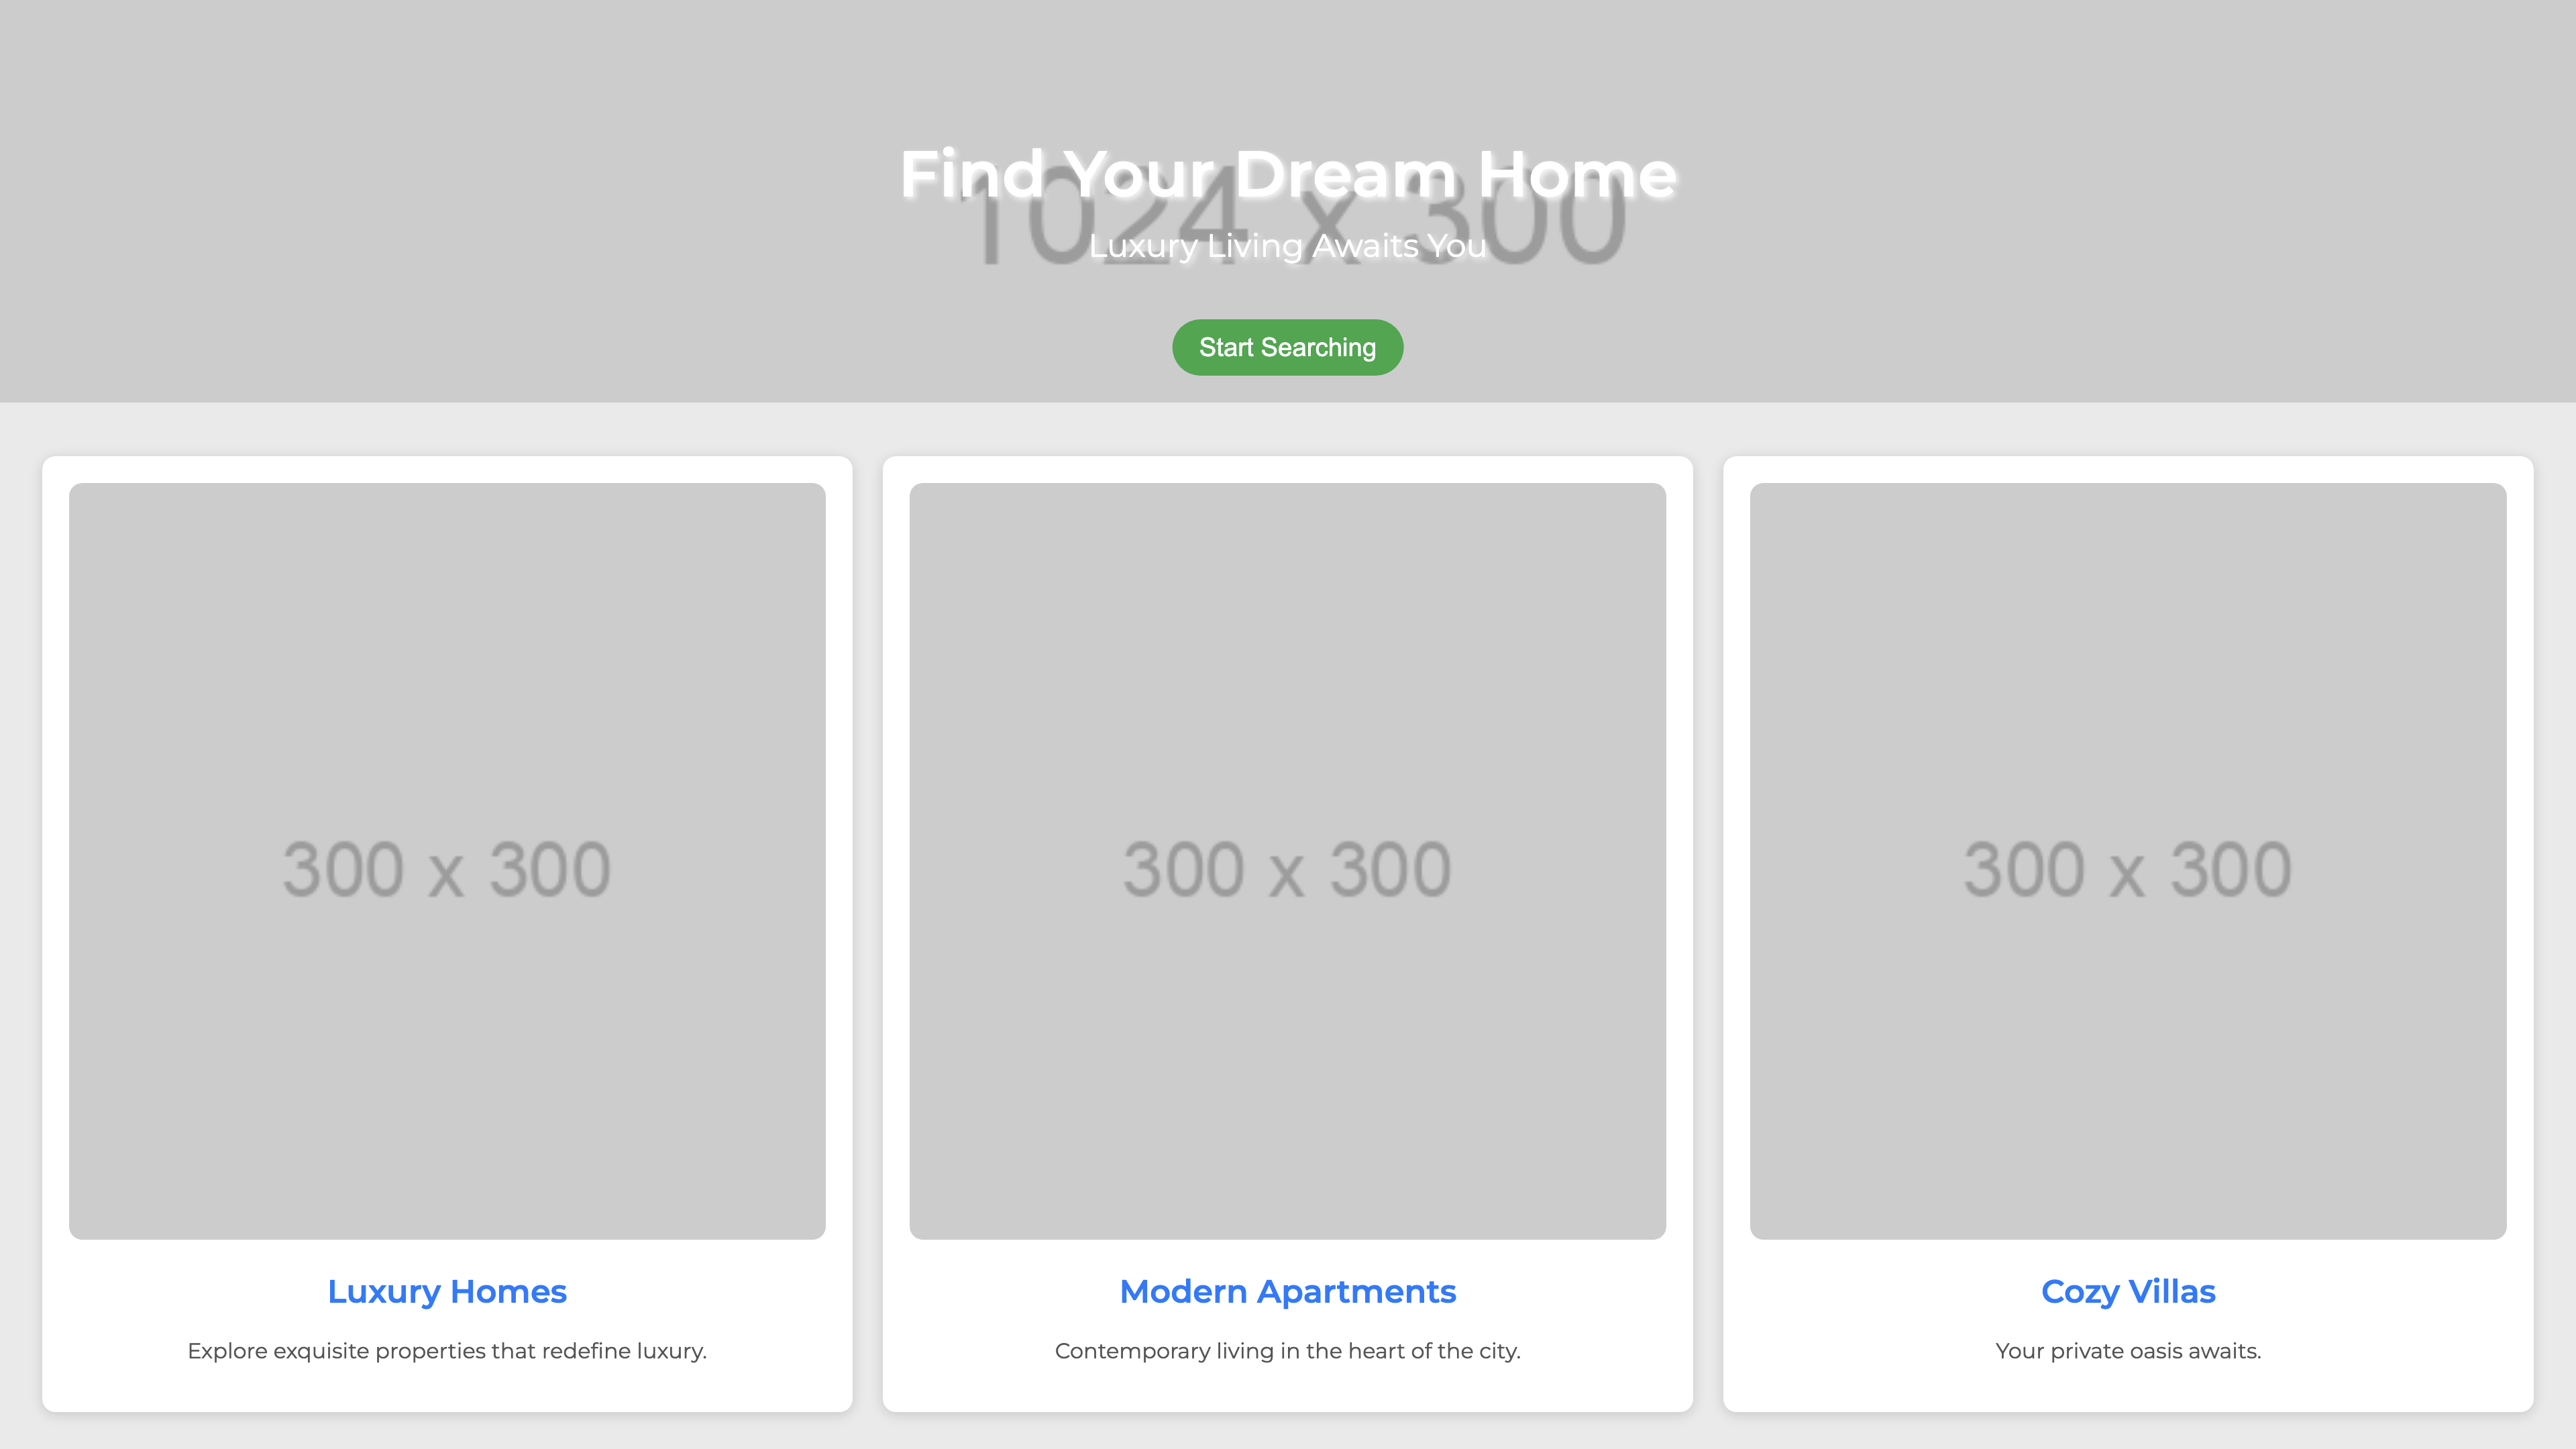 Find Your Dream Home
1024 x 300
Luxury Living Awaits You
Start Searching
300 x 300
300 x 300
300 x 300
Luxury Homes
Modern Apartments
Cozy Villas
Explore exquisite properties that redefine luxury.
Contemporary living in the heart of the city.
Your private oasis awaits.